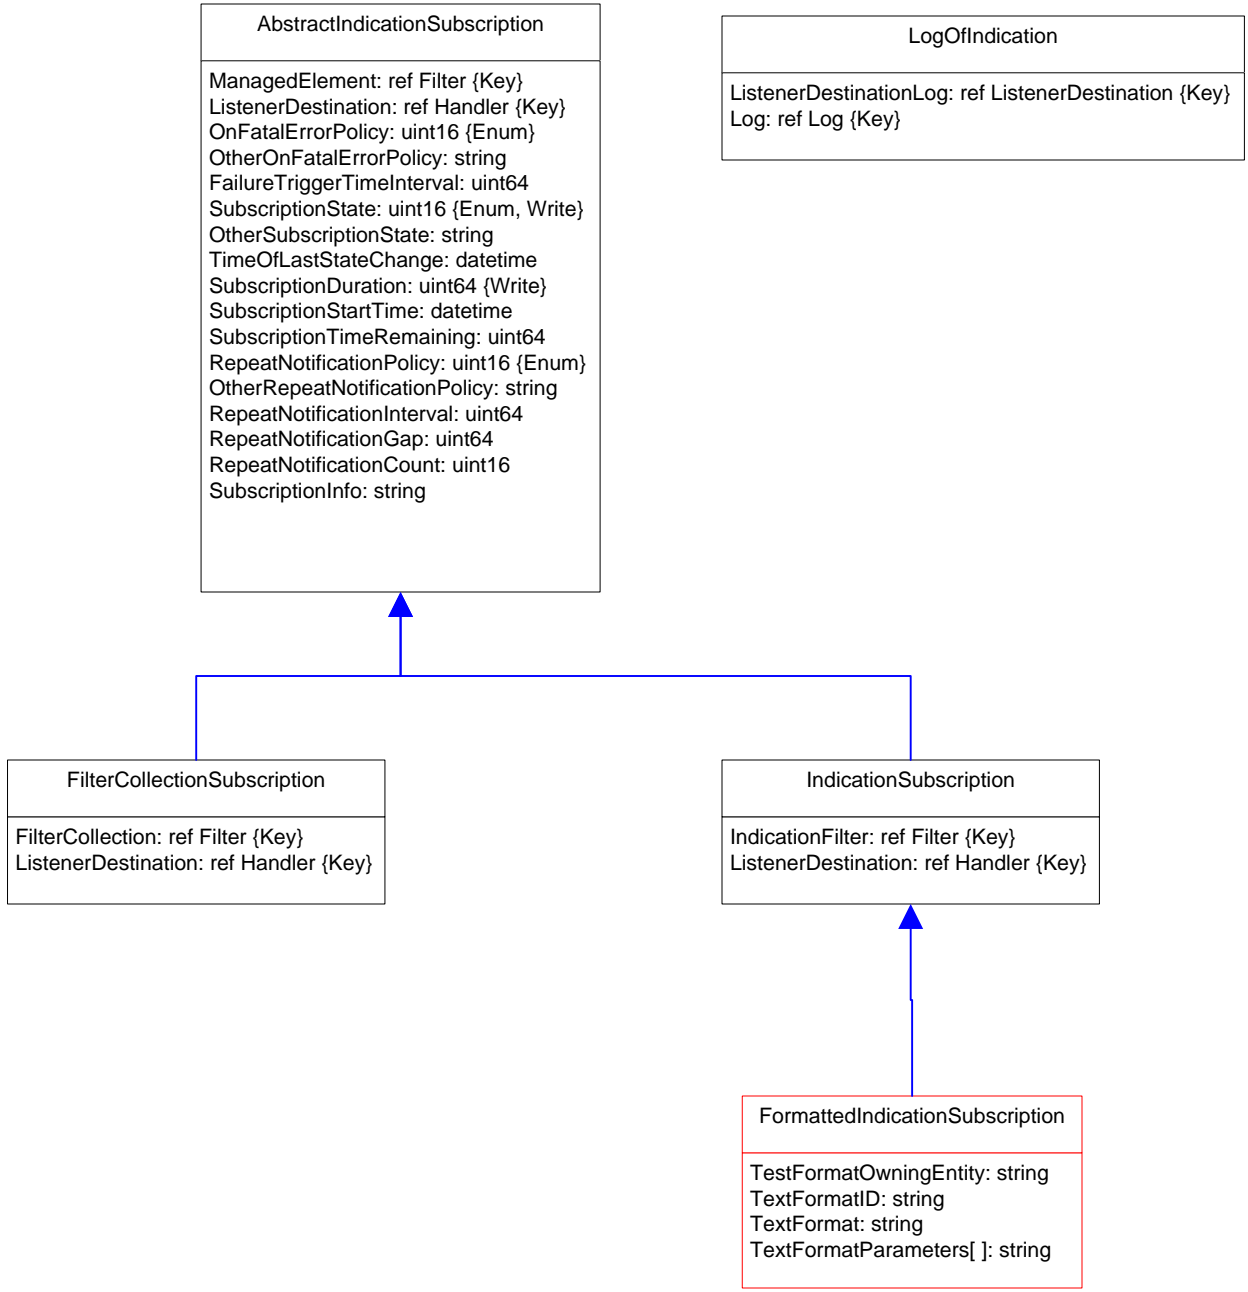 AbstractIndicationSubscription
ManagedElement: ref Filter {Key}
ListenerDestination: ref Handler {Key}
OnFatalErrorPolicy: uint16 {Enum}
OtherOnFatalErrorPolicy: string
FailureTriggerTimeInterval: uint64
SubscriptionState: uint16 {Enum, Write}
OtherSubscriptionState: string
TimeOfLastStateChange: datetime
SubscriptionDuration: uint64 {Write}
SubscriptionStartTime: datetime
SubscriptionTimeRemaining: uint64
RepeatNotificationPolicy: uint16 {Enum}
OtherRepeatNotificationPolicy: string
RepeatNotificationInterval: uint64
RepeatNotificationGap: uint64
RepeatNotificationCount: uint16
SubscriptionInfo: string
LogOfIndication
ListenerDestinationLog: ref ListenerDestination {Key}
Log: ref Log {Key}
FilterCollectionSubscription
FilterCollection: ref Filter {Key}
ListenerDestination: ref Handler {Key}
IndicationSubscription
IndicationFilter: ref Filter {Key}
ListenerDestination: ref Handler {Key}
FormattedIndicationSubscription
TestFormatOwningEntity: string
TextFormatID: string
TextFormat: string
TextFormatParameters[ ]: string